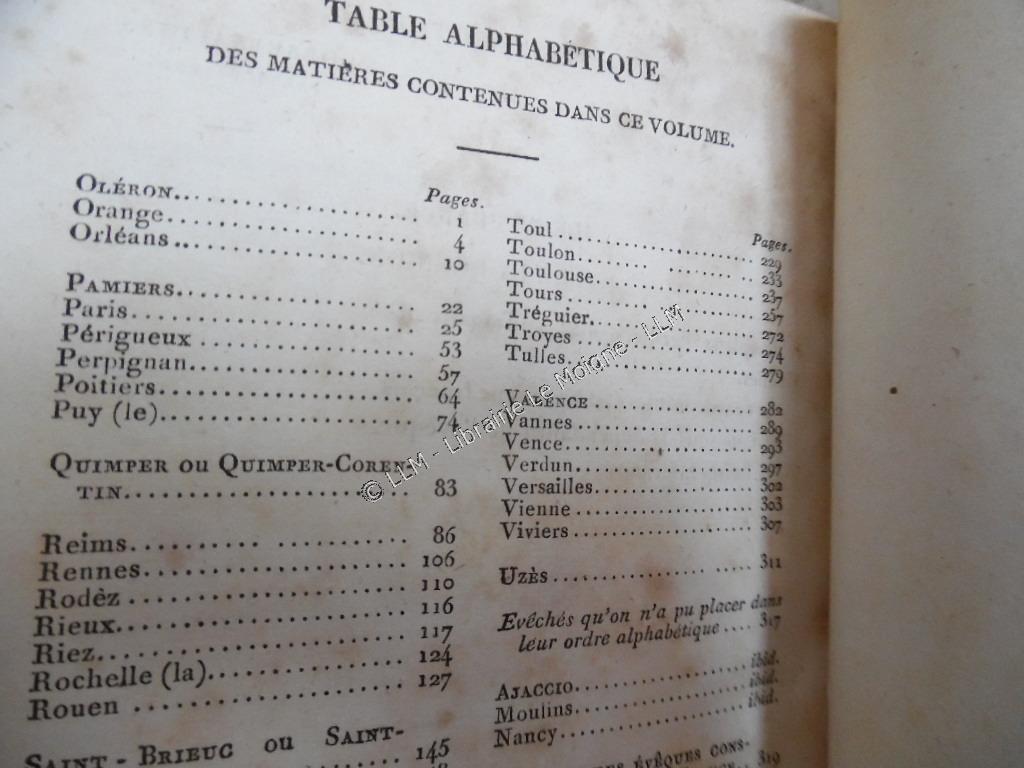 TABLE ALPHABÉTIQUE
DES MATIÈRES CONTENUES DANS CE VOLUME.
Pages.
OLÉRON... 1
Orange... 4
Orléans... 10
PAMIERS... 22
Paris... 25
Périgueux... 53
Perpignan... 57
Poitiers... 64
Puy (le)... 74
QUIMPER OU QUIMPER-COREN-
TIN... 83
Reims... 86
Rennes... 106
Rodèz... 110
Rieux... 116
Riez... 117
Rochelle (la)... 124
Rouen... 127
SAINT-BRIEUC OU SAINT-
145
Pages.
Toul... 229
Toulon... 233
Toulouse... 237
Tours... 257
Tréguier... 272
Troyes... 274
Tulles... 279
VALENCE... 282
Vannes... 289
Vence... 293
Verdun... 297
Versailles... 302
Vienne... 303
Viviers... 307
UZÈS... 311
Evêchés qu'on n'a pu placer dans
leur ordre alphabétique... 317
AJACCIO... ibid.
Moulins... ibid.
Nancy... ibid.
ÉVÊQUES CONS-
319
© LLM - Librairie Le Moigne - LLM